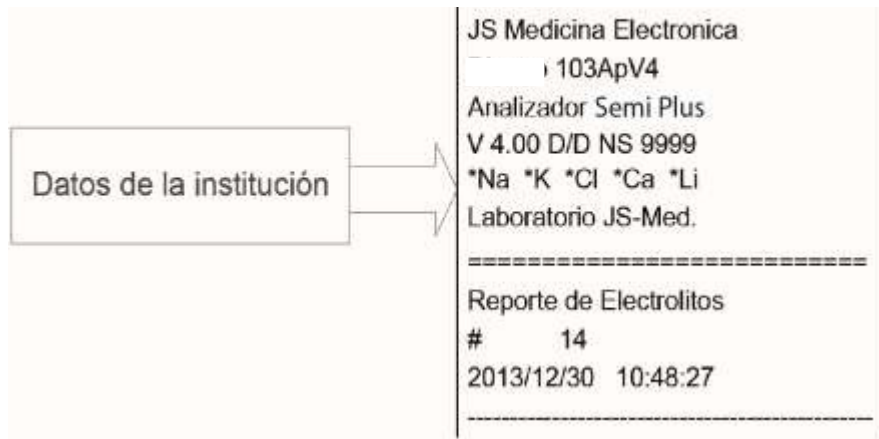 Datos de la institución
JS Medicina Electronica
103ApV4
Analizador Semi Plus
V 4.00 D/D NS 9999
*Na *K *Cl *Ca *Li
Laboratorio JS-Med.
===========================
Reporte de Electrolitos
# 14
2013/12/30 10:48:27
--------------------------------------------------